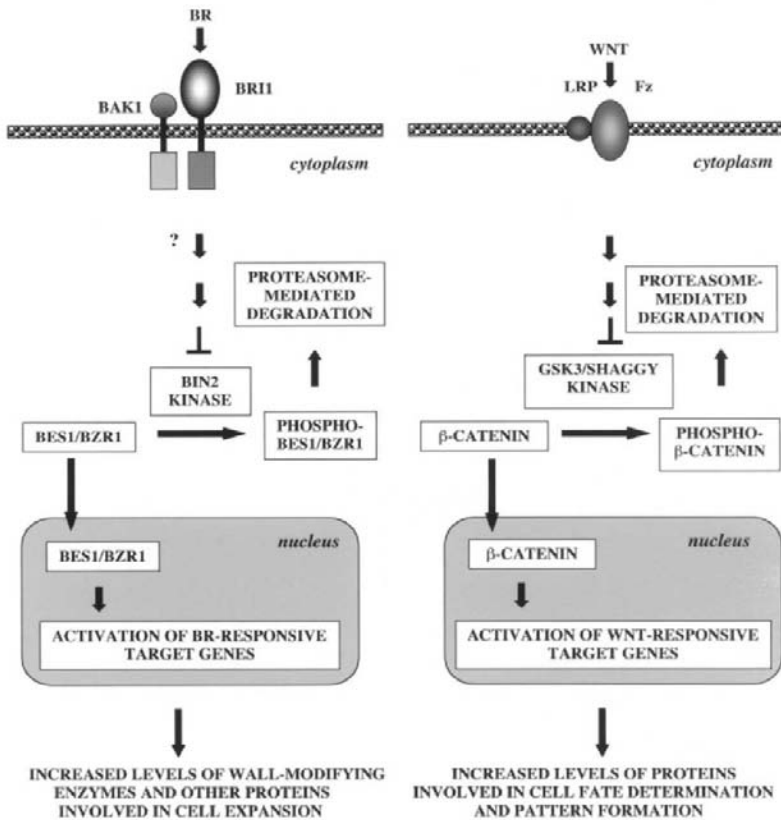 BR
BAK1
BRI1
cytoplasm
?
PROTEASOME-
MEDIATED
DEGRADATION
BIN2
KINASE
BES1/BZR1
PHOSPHO-
BES1/BZR1
nucleus
BES1/BZR1
ACTIVATION OF BR-RESPONSIVE
TARGET GENES
INCREASED LEVELS OF WALL-MODIFYING
ENZYMES AND OTHER PROTEINS
INVOLVED IN CELL EXPANSION
WNT
LRP
Fz
cytoplasm
PROTEASOME-
MEDIATED
DEGRADATION
GSK3/SHAGGY
KINASE
β-CATENIN
PHOSPHO-
β-CATENIN
nucleus
β-CATENIN
ACTIVATION OF WNT-RESPONSIVE
TARGET GENES
INCREASED LEVELS OF PROTEINS
INVOLVED IN CELL FATE DETERMINATION
AND PATTERN FORMATION